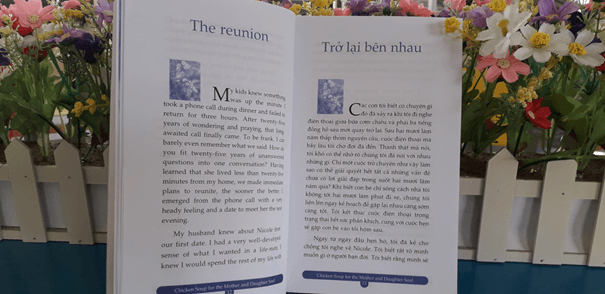 The reunion
My kids knew something
was up the minute I
took a phone call during dinner and failed to
return for three hours. After twenty-five
years of wondering and praying, that long
awaited call finally came. To be frank, I can
barely even remember what we said. How do
you fit twenty-five years of unanswered
questions into one conversation? Having
learned that she lived less than twenty-five
minutes from my home, we made immediate
plans to reunite, the sooner the better. I
emerged from the phone call with a very
heady feeling and a date to meet her the next
evening.
My husband knew about Nicole from
our first date. I had a very well-developed
sense of what I wanted in a life-mate. I
knew I would spend the rest of my life with
Chicken Soup for the Mother and Daughter Soul
Trở lại bên nhau
Các con tôi biết có chuyện gì
đó đã xảy ra khi tôi đi nghe
điện thoại giữa bữa cơm chiều và phải ba tiếng
đồng hồ sau mới quay trở lại. Sau hai mươi lăm
năm thấp thỏm nguyện cầu, cuộc điện thoại mà
bấy lâu tôi chờ đợi đã đến. Thành thật mà nói,
tôi khó có thể nhớ rõ chúng tôi đã nói với nhau
những gì. Chỉ một cuộc trò chuyện như vậy làm
sao có thể giải quyết hết tất cả những vấn đề
chưa có lời giải đáp trong suốt hai mươi lăm
năm qua? Khi biết con bé chỉ sống cách nhà tôi
không tới hai mươi lăm phút đi xe, chúng tôi
liền lên ngay kế hoạch để gặp lại nhau càng sớm
càng tốt. Tôi kết thúc cuộc điện thoại trong
trạng thái hết sức phấn khích, cùng với cuộc hẹn
sẽ gặp con bé vào tối hôm sau.
Ngay từ ngày đầu hẹn hò, tôi đã kể cho
chồng tôi nghe về Nicole. Tôi biết rất rõ mình
muốn gì ở người bạn đời. Tôi biết rằng mình sẽ
Chicken Soup for the Mother and Daughter Soul